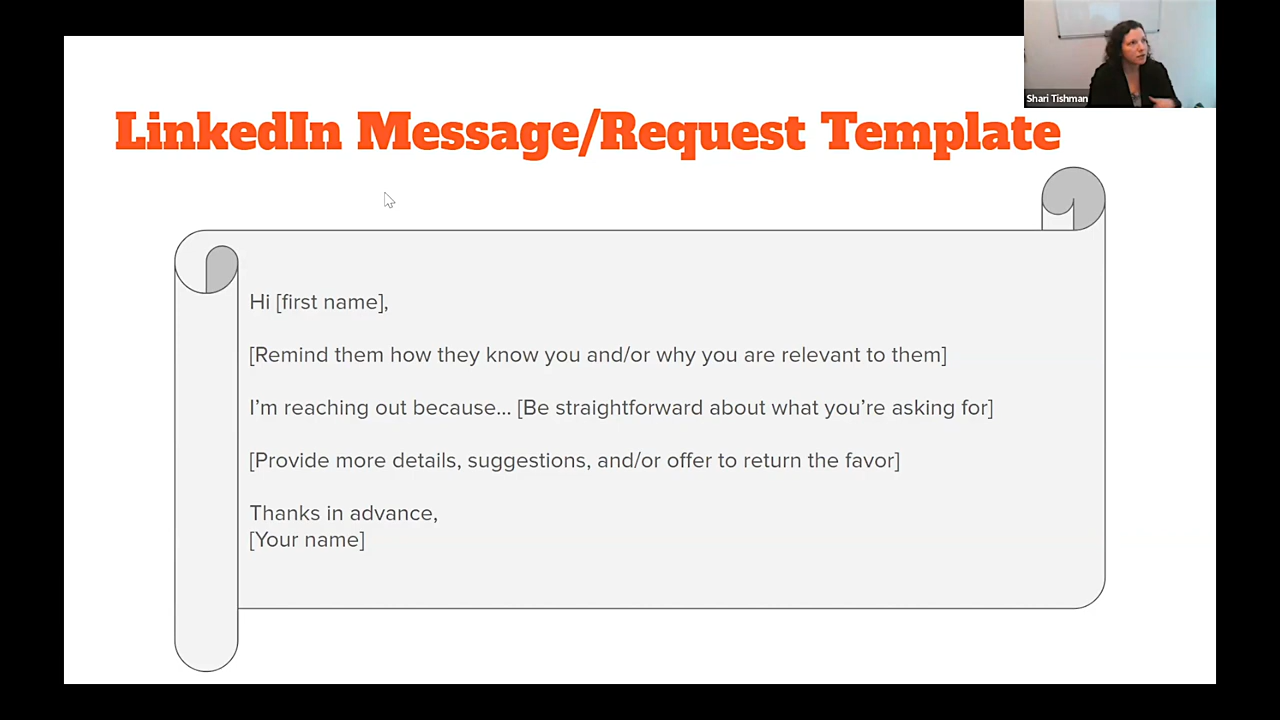 LinkedIn Message/Request Template
Shari Tishman
Hi [first name],
[Remind them how they know you and/or why you are relevant to them]
I’m reaching out because... [Be straightforward about what you’re asking for]
[Provide more details, suggestions, and/or offer to return the favor]
Thanks in advance,
[Your name]